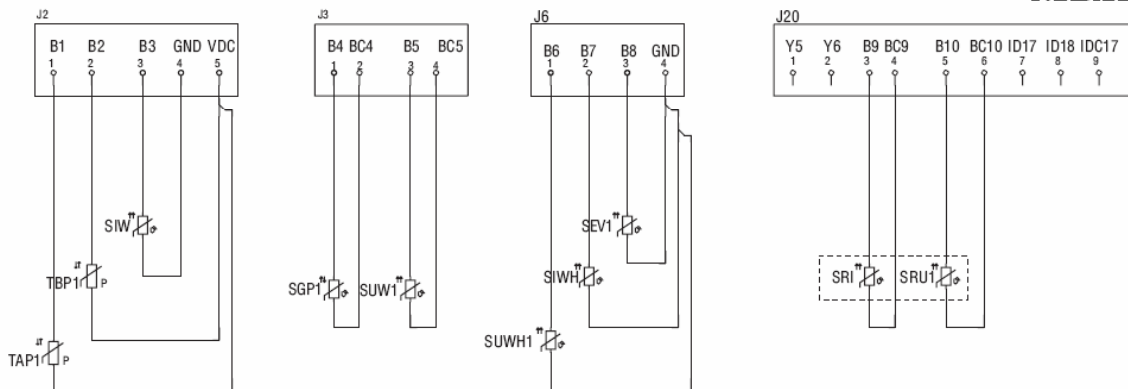 J2
B1 B2 B3 GND VDC
1 2 3 4 5
SIW
TBP1 P
TAP1 P
J3
B4 BC4 B5 BC5
1 2 3 4
SGP1 SUW1
J6
B6 B7 B8 GND
1 2 3 4
SEV1
SIWH
SUWH1
J20
Y5 Y6 B9 BC9 B10 BC10 ID17 ID18 IDC17
1 2 3 4 5 6 7 8 9
SRI SRU1